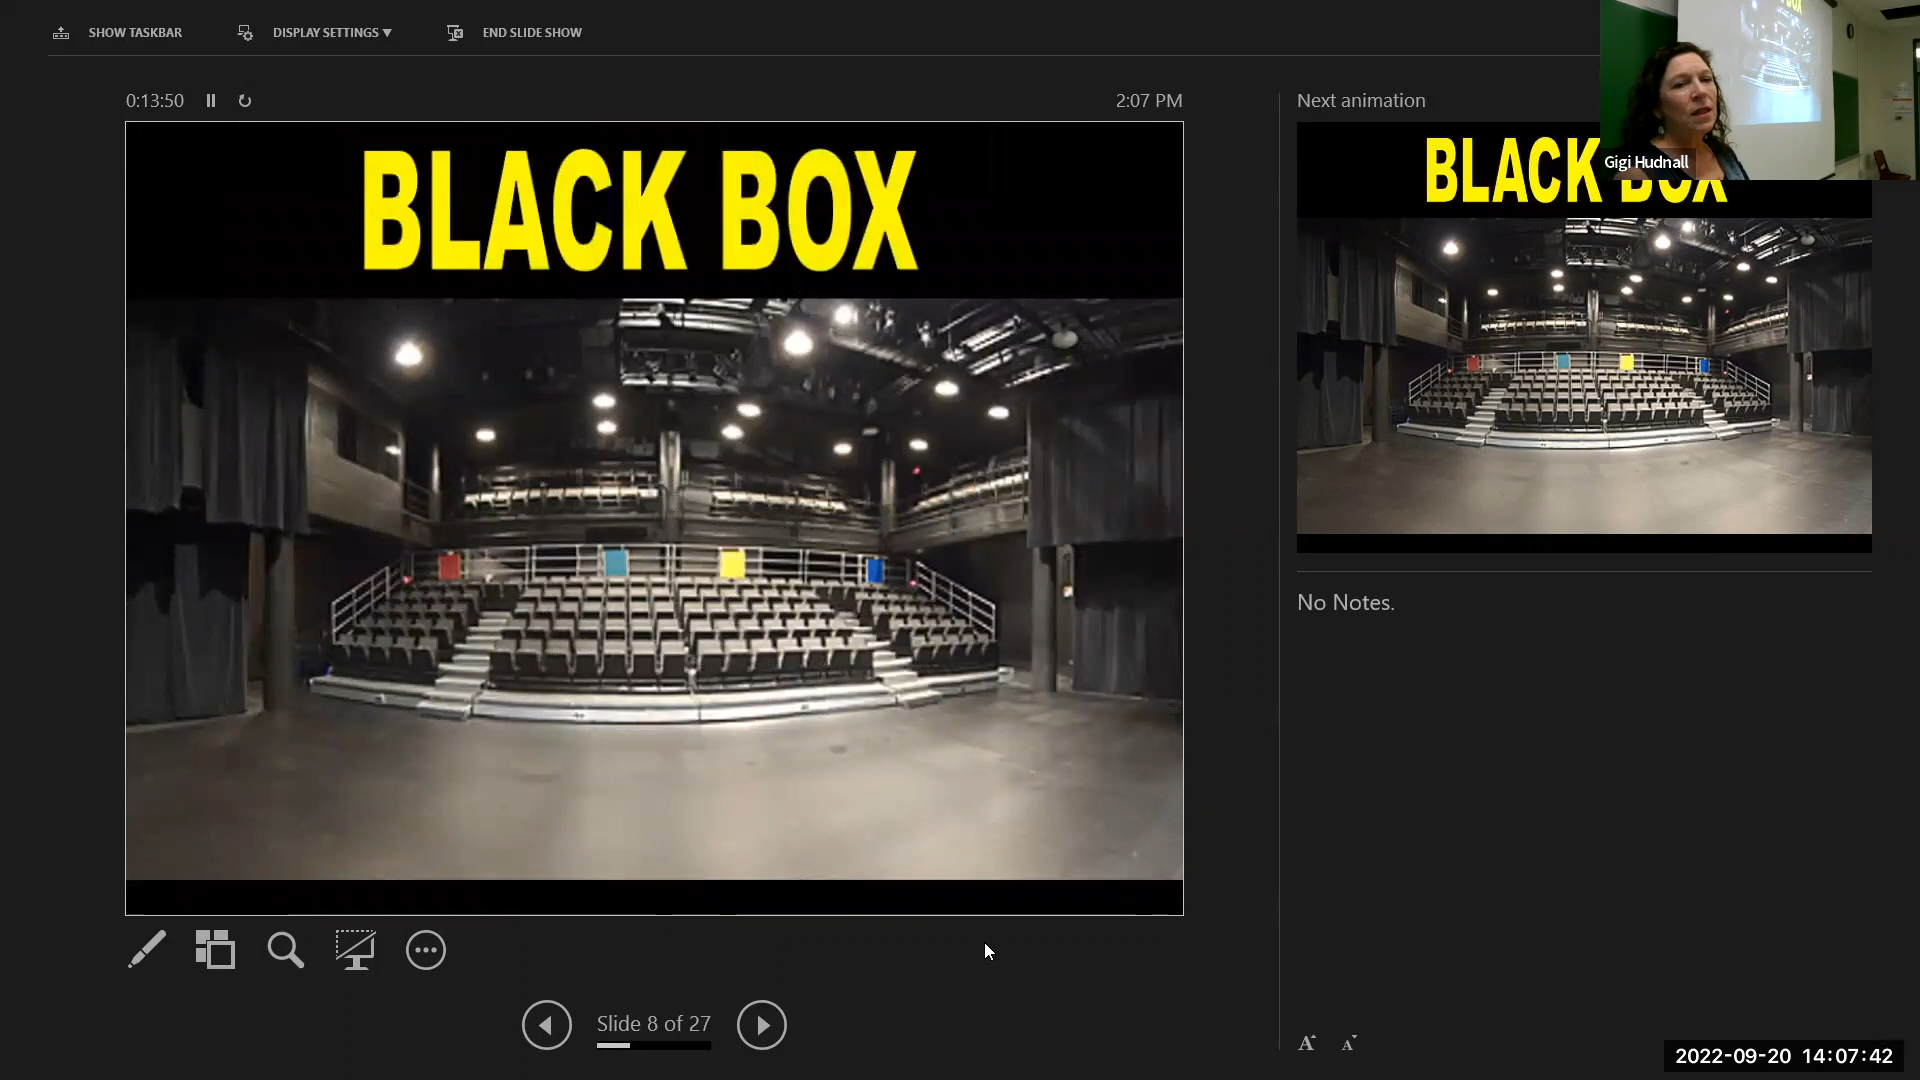 SHOW TASKBAR
DISPLAY SETTINGS ▼
END SLIDE SHOW
0:13:50
2:07 PM
BLACK BOX
Next animation
BLACK BOX
Gigi Hudnall
No Notes.
Slide 8 of 27
2022-09-20 14:07:42